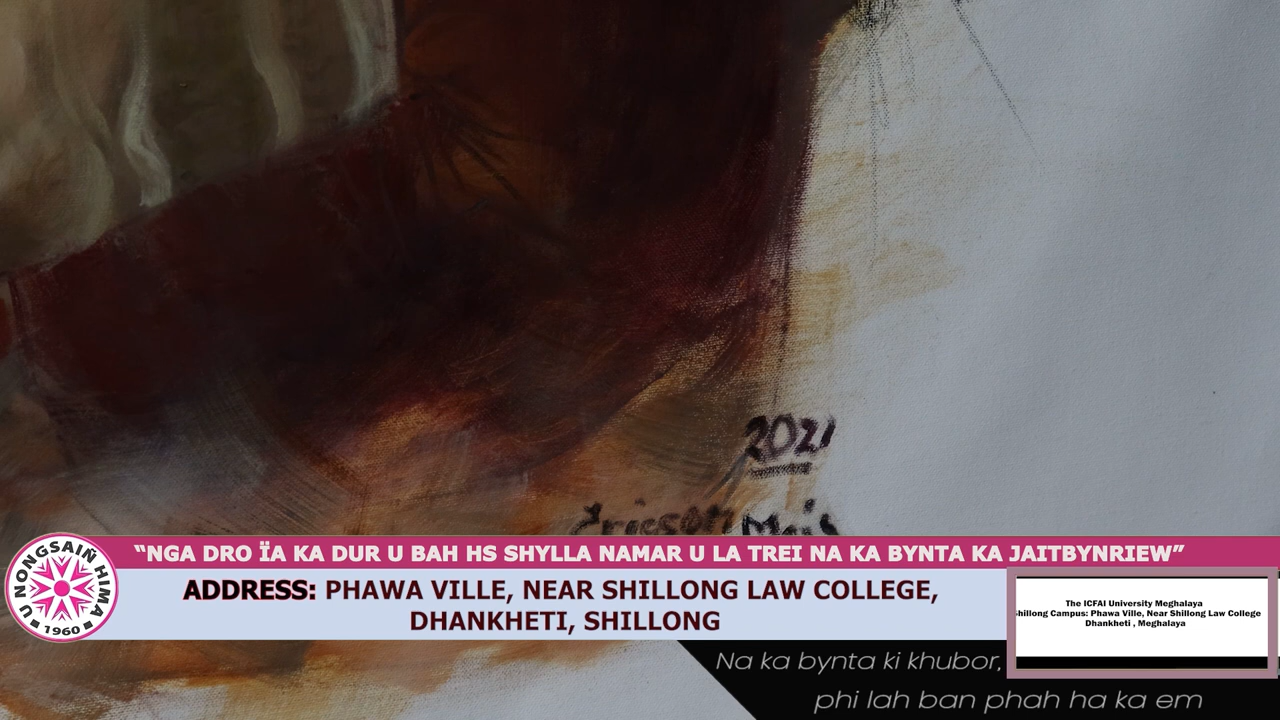 2021
Ericson
“NGA DRO ÏA KA DUR U BAH HS SHYLLA NAMAR U LA TREI NA KA BYNTA KA JAITBYNRIEW”
U NONGSAIÑ HIMA
1960
ADDRESS: PHAWA VILLE, NEAR SHILLONG LAW COLLEGE,
DHANKHETI, SHILLONG
The ICFAI University Meghalaya
Shillong Campus: Phawa Ville, Near Shillong Law College
Dhankheti , Meghalaya
Na ka bynta ki khubor,
phi lah ban phah ha ka em